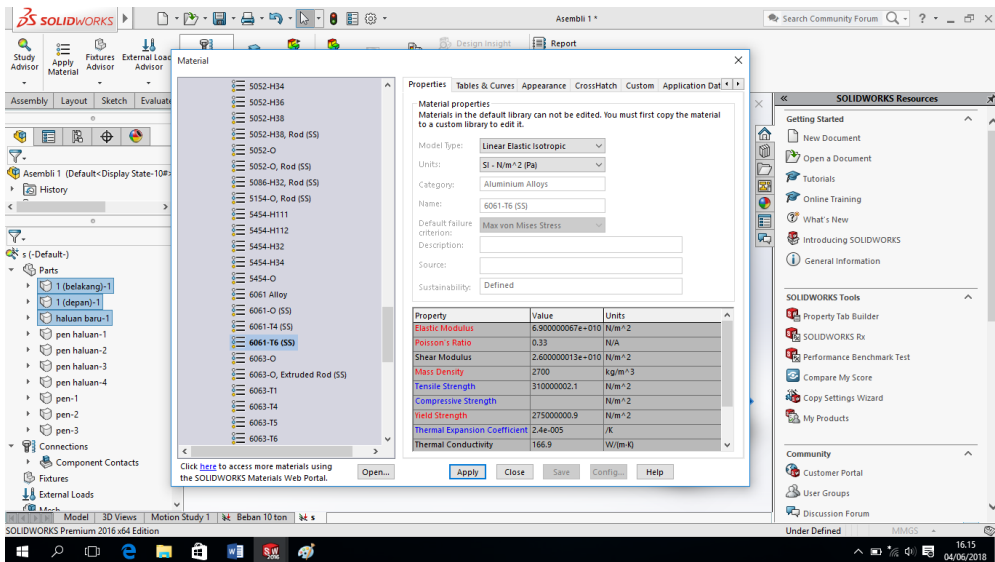 SOLIDWORKS
Asembli 1 *
Search Community Forum
Study Advisor
Apply Material
Fixtures Advisor
External Load Advisor
Design Insight
Report
Assembly
Layout
Sketch
Evaluate
Asembli 1 (Default<Display State-10#>
History
s (-Default-)
Parts
1 (belakang)-1
1 (depan)-1
haluan baru-1
pen haluan-1
pen haluan-2
pen haluan-3
pen haluan-4
pen-1
pen-2
pen-3
Connections
Component Contacts
Fixtures
External Loads
Mesh
Material
5052-H34
5052-H36
5052-H38
5052-H38, Rod (SS)
5052-O
5052-O, Rod (SS)
5086-H32, Rod (SS)
5154-O, Rod (SS)
5454-H111
5454-H112
5454-H32
5454-H34
5454-O
6061 Alloy
6061-O (SS)
6061-T4 (SS)
6061-T6 (SS)
6063-O
6063-O, Extruded Rod (SS)
6063-T1
6063-T4
6063-T5
6063-T6
Click here to access more materials using
the SOLIDWORKS Materials Web Portal.
Open...
Properties Tables & Curves Appearance CrossHatch Custom Application Dat
Material properties
Materials in the default library can not be edited. You must first copy the material
to a custom library to edit it.
Model Type: Linear Elastic Isotropic
Units: SI - N/m^2 (Pa)
Category: Aluminium Alloys
Name: 6061-T6 (SS)
Default failure criterion: Max von Mises Stress
Description:
Source:
Sustainability: Defined
Property Value Units
Elastic Modulus 6.900000067e+010 N/m^2
Poisson's Ratio 0.33 N/A
Shear Modulus 2.600000013e+010 N/m^2
Mass Density 2700 kg/m^3
Tensile Strength 310000002.1 N/m^2
Compressive Strength N/m^2
Yield Strength 275000000.9 N/m^2
Thermal Expansion Coefficient 2.4e-005 /K
Thermal Conductivity 166.9 W/(m·K)
Apply Close Save Config... Help
SOLIDWORKS Resources
Getting Started
New Document
Open a Document
Tutorials
Online Training
What's New
Introducing SOLIDWORKS
General Information
SOLIDWORKS Tools
Property Tab Builder
SOLIDWORKS Rx
Performance Benchmark Test
Compare My Score
Copy Settings Wizard
My Products
Community
Customer Portal
User Groups
Discussion Forum
Model 3D Views Motion Study 1 Beban 10 ton s
SOLIDWORKS Premium 2016 x64 Edition
Under Defined MMGS
16.15
04/06/2018